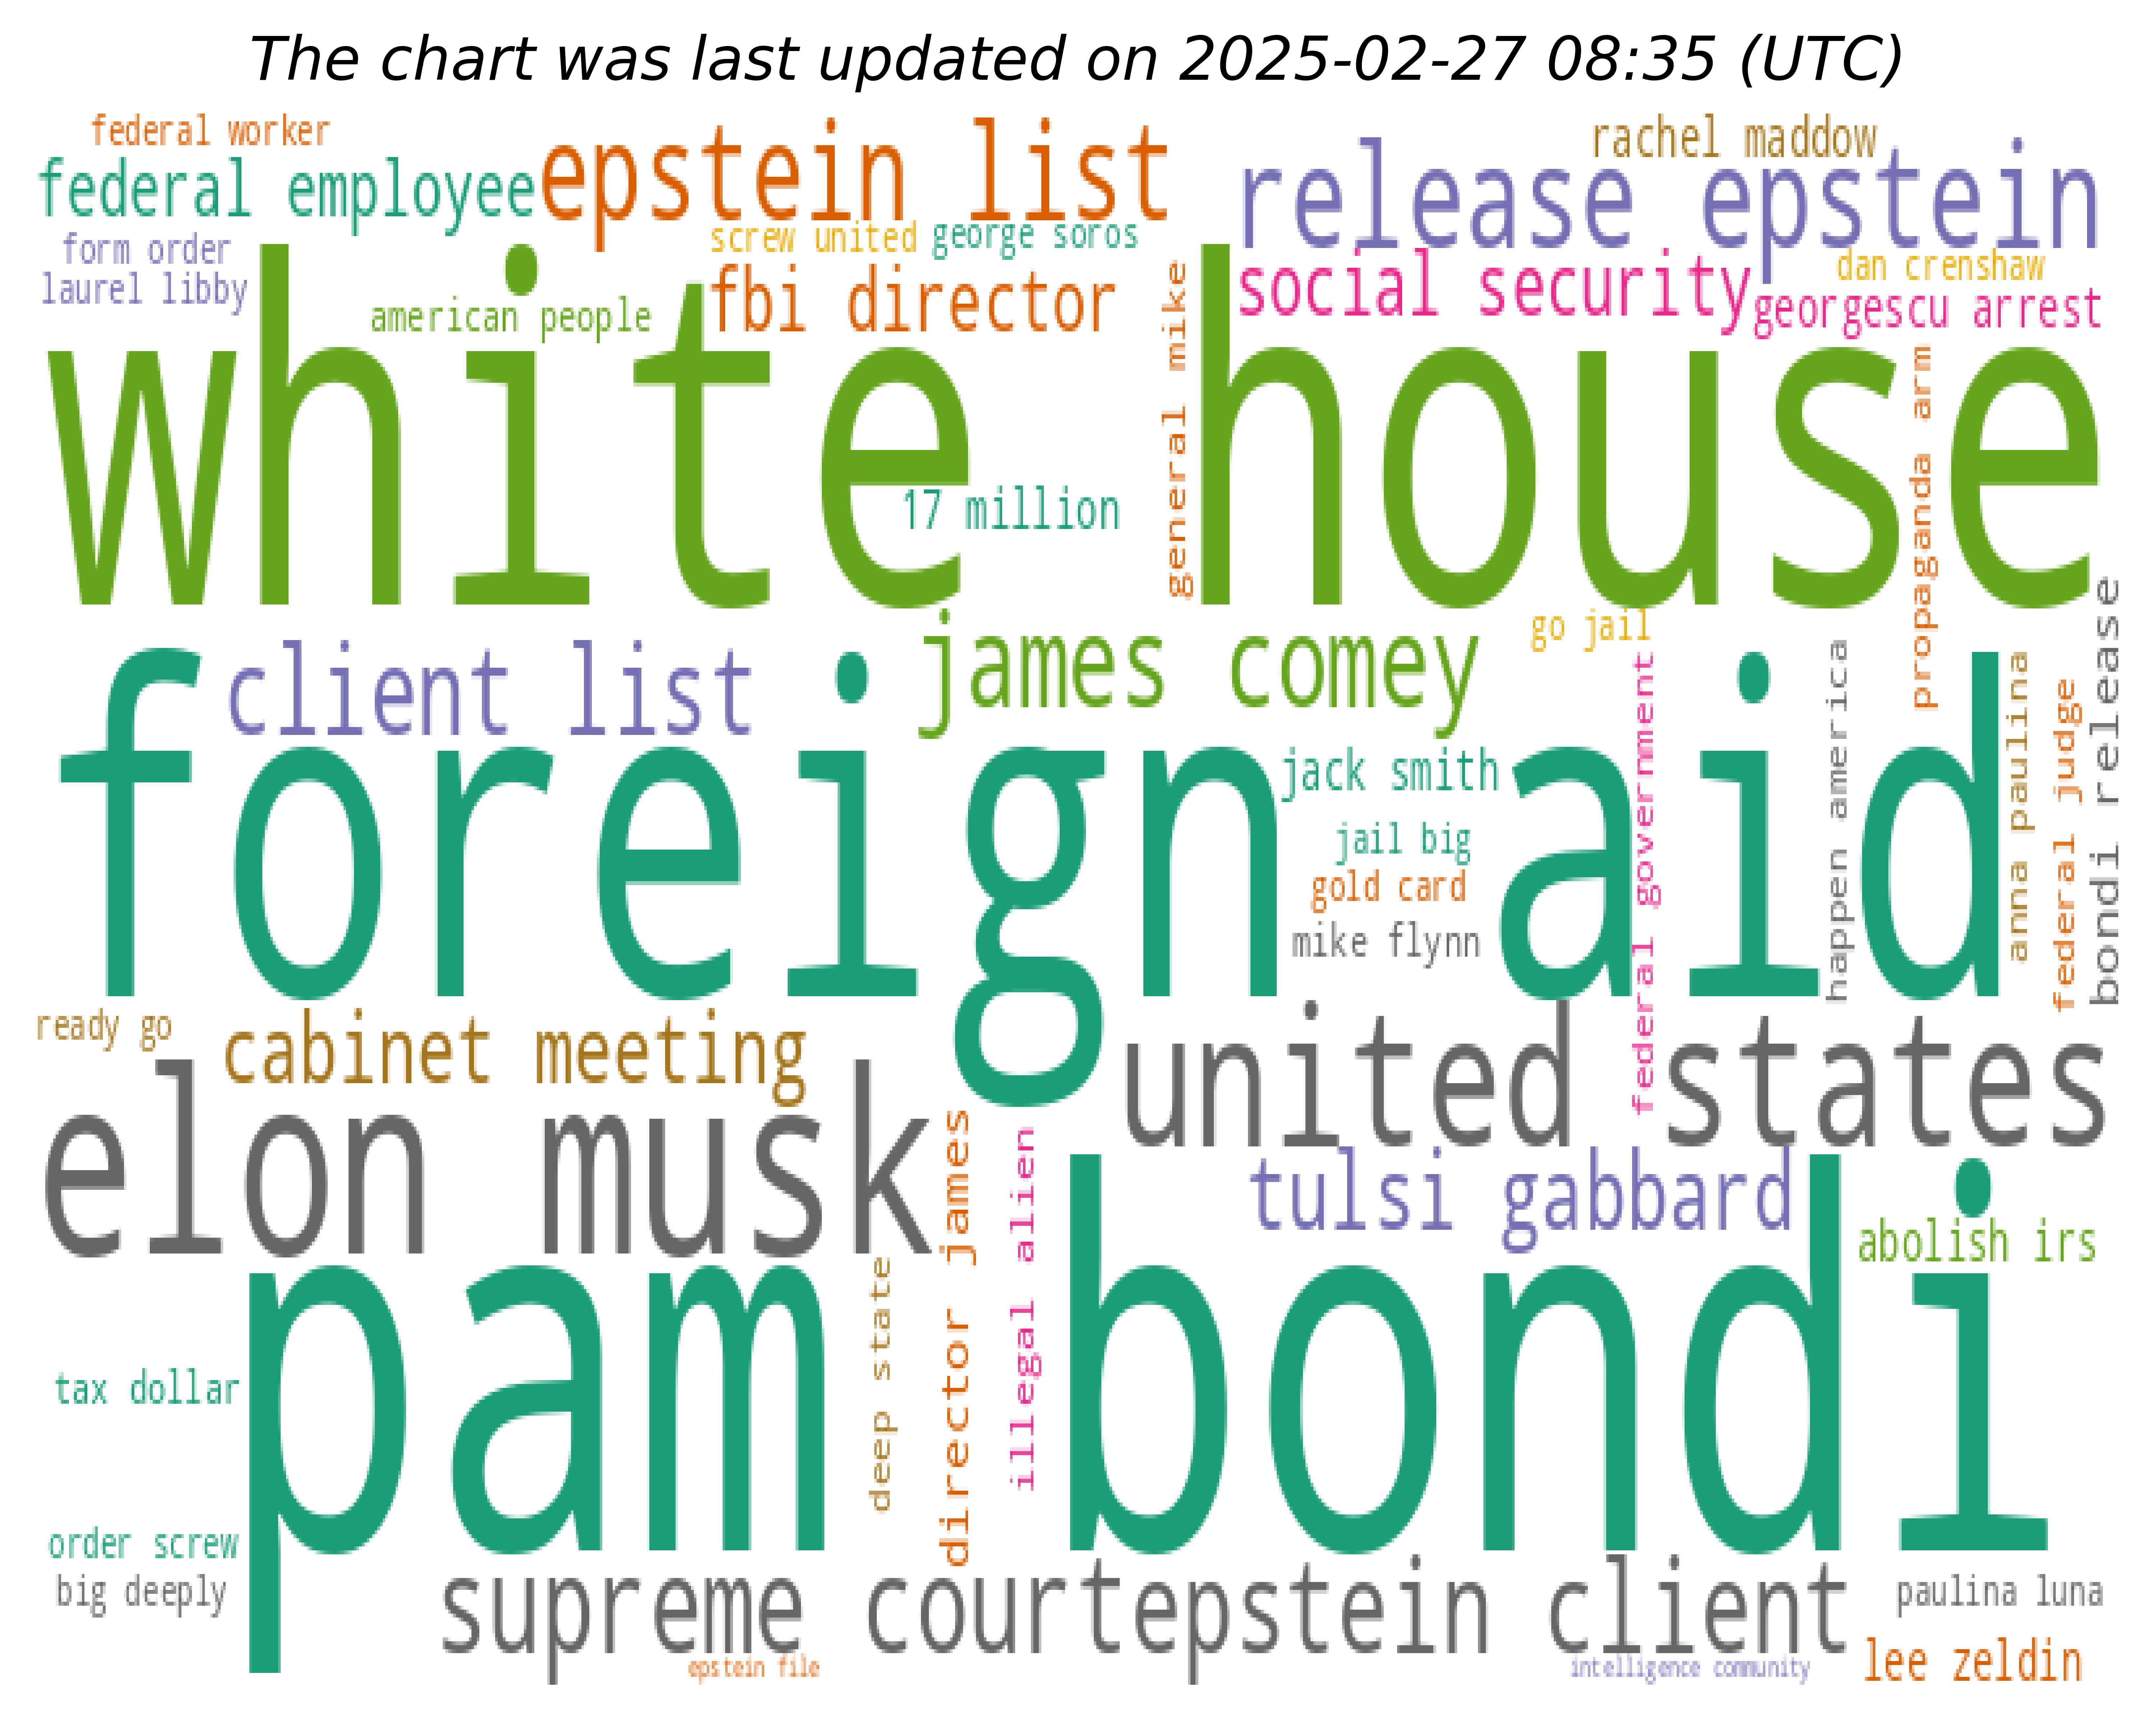 The chart was last updated on 2025-02-27 08:35 (UTC)
federal worker
epstein list
rachel maddow
release epstein
federal employee
screw united
george soros
form order
laurel libby
american people
fbi director
social security
dan crenshaw
georgescu arrest
white house
general mike
propaganda arm
17 million
bondi release
go jail
james comey
client list
foreign aid
jack smith
jail big
gold card
mike flynn
federal government
happen america
anna paulina
federal judge
ready go
cabinet meeting
united states
elon musk
director james
illegal alien
tulsi gabbard
abolish irs
pam bondi
deep state
tax dollar
order screw
big deeply
supreme court
epstein client
paulina luna
epstein file
intelligence community
lee zeldin